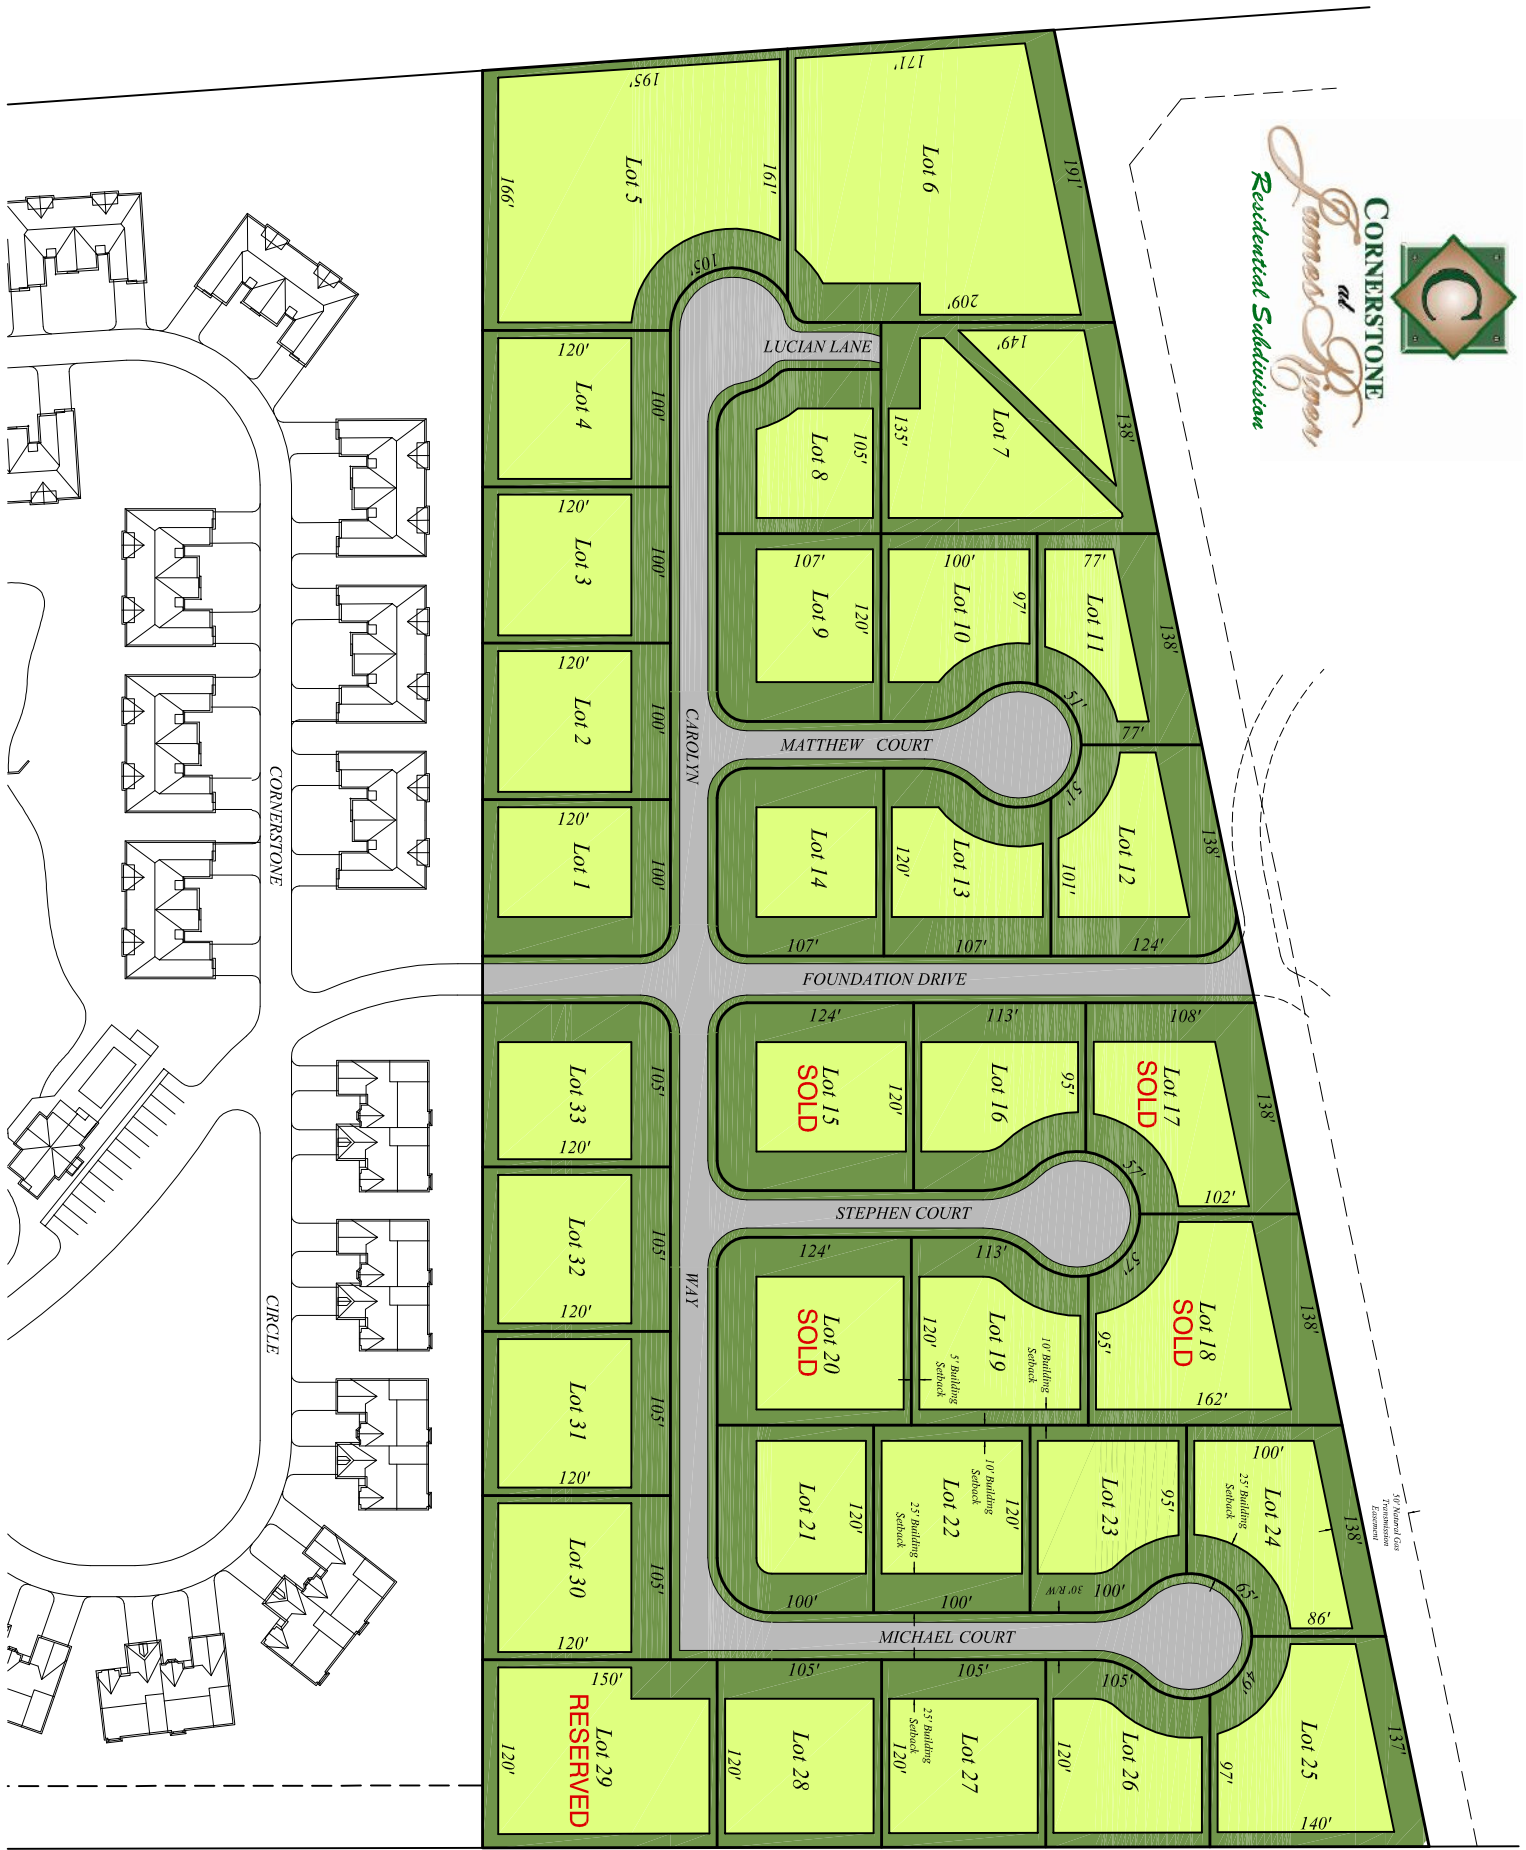 CORNERSTONE
at
James River
Residential Subdivision
195'
Lot 5
166'
161'
105'
171'
Lot 6
191'
209'
LUCIAN LANE
120'
Lot 4
100'
149'
Lot 7
138'
135'
Lot 8
105'
120'
Lot 3
100'
107'
Lot 9
120'
100'
Lot 10
97'
77'
Lot 11
138'
51'
77'
120'
Lot 2
100'
CAROLYN
MATTHEW COURT
51'
120'
Lot 1
100'
Lot 14
107'
120'
Lot 13
107'
101'
Lot 12
138'
124'
CORNERSTONE
FOUNDATION DRIVE
105'
Lot 33
120'
124'
Lot 15
SOLD
120'
113'
Lot 16
95'
108'
Lot 17
SOLD
138'
57'
102'
STEPHEN COURT
105'
Lot 32
120'
WAY
124'
Lot 20
SOLD
113'
120'
Lot 19
5' Building
Setback
10' Building
Setback
57'
95'
Lot 18
SOLD
138'
162'
CIRCLE
105'
Lot 31
120'
Lot 21
120'
100'
10' Building
Setback
Lot 22
120'
25' Building
Setback
100'
Lot 23
95'
30' R/W
100'
100'
25' Building
Setback
Lot 24
138'
65'
86'
50' Natural Gas
Transmission
Easement
105'
Lot 30
120'
MICHAEL COURT
150'
Lot 29
RESERVED
120'
105'
Lot 28
120'
105'
Lot 27
25' Building
Setback
120'
105'
Lot 26
120'
49'
Lot 25
97'
137'
140'